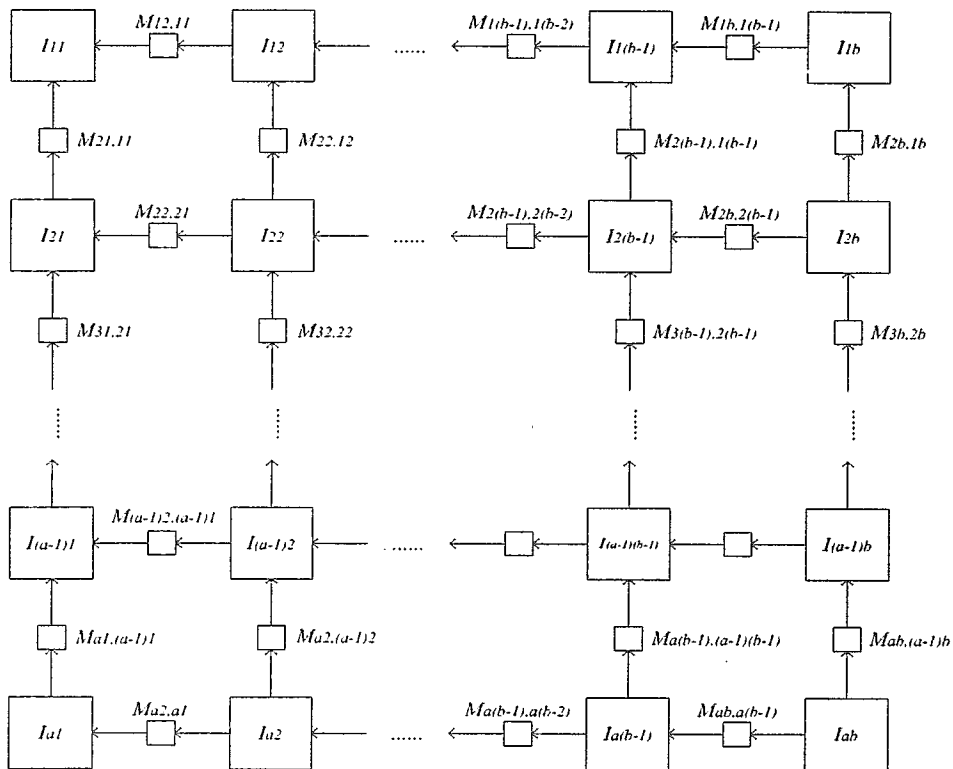 M12,11 M1(b-1),1(b-2) M1b,1(b-1)
I11 I12 ...... I1(b-1) I1b
M21,11 M22,12 M2(b-1),1(b-1) M2b,1b
M22,21 M2(b-1),2(b-2) M2b,2(b-1)
I21 I22 ...... I2(b-1) I2b
M31,21 M32,22 M3(b-1),2(b-1) M3b,2b
...... ...... ...... ......
M(a-1)2,(a-1)1
I(a-1)1 I(a-1)2 ...... I(a-1)(b-1) I(a-1)b
Ma1,(a-1)1 Ma2,(a-1)2 Ma(b-1),(a-1)(b-1) Mab,(a-1)b
Ma2,a1 Ma(b-1),a(b-2) Mab,a(b-1)
Ia1 Ia2 ...... Ia(b-1) Iab